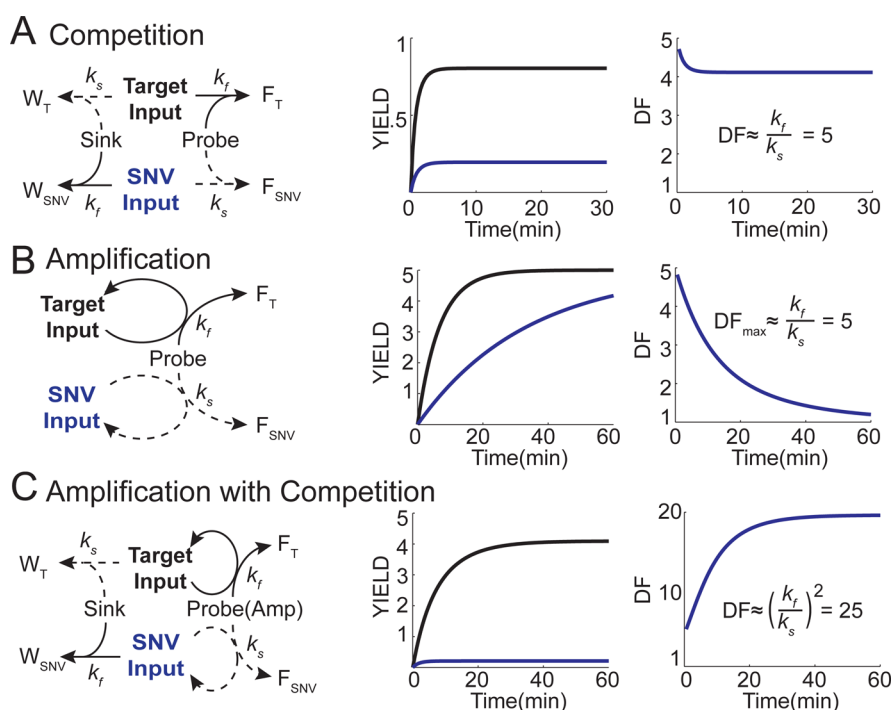 A Competition
k_s
k_f
W_T
Target
Input
F_T
Sink
Probe
W_SNV
SNV
Input
F_SNV
k_f
k_s
1
.5
YIELD
0
10
20
30
Time(min)
5
4
3
2
1
DF
DF≈ k_f/k_s = 5
0
10
20
30
Time(min)
B Amplification
Target
Input
F_T
k_f
Probe
SNV
Input
k_s
F_SNV
5
4
3
2
1
YIELD
0
20
40
60
Time(min)
5
4
3
2
1
DF
DF_max≈ k_f/k_s = 5
0
20
40
60
Time(min)
C Amplification with Competition
k_s
W_T
Target
Input
F_T
k_f
Sink
Probe(Amp)
W_SNV
SNV
Input
k_s
k_f
F_SNV
5
4
3
2
1
YIELD
0
20
40
60
Time(min)
20
10
1
DF
DF≈(k_f/k_s)² = 25
0
20
40
60
Time(min)